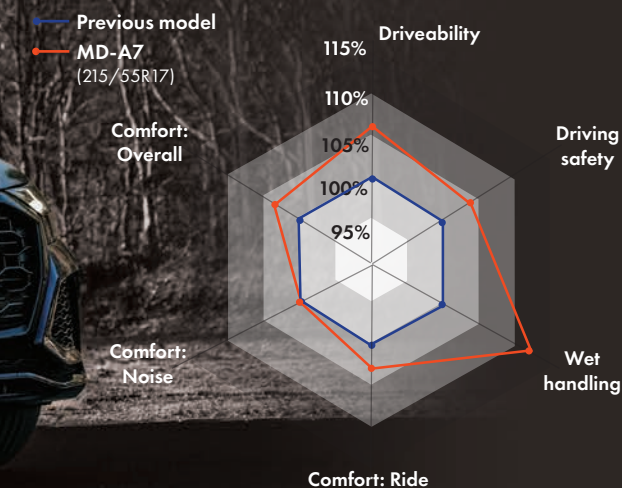 Previous model
MD-A7
(215/55R17)
Driveability
115%
110%
105%
100%
95%
Comfort:
Overall
Driving
safety
Comfort:
Noise
Wet
handling
Comfort: Ride